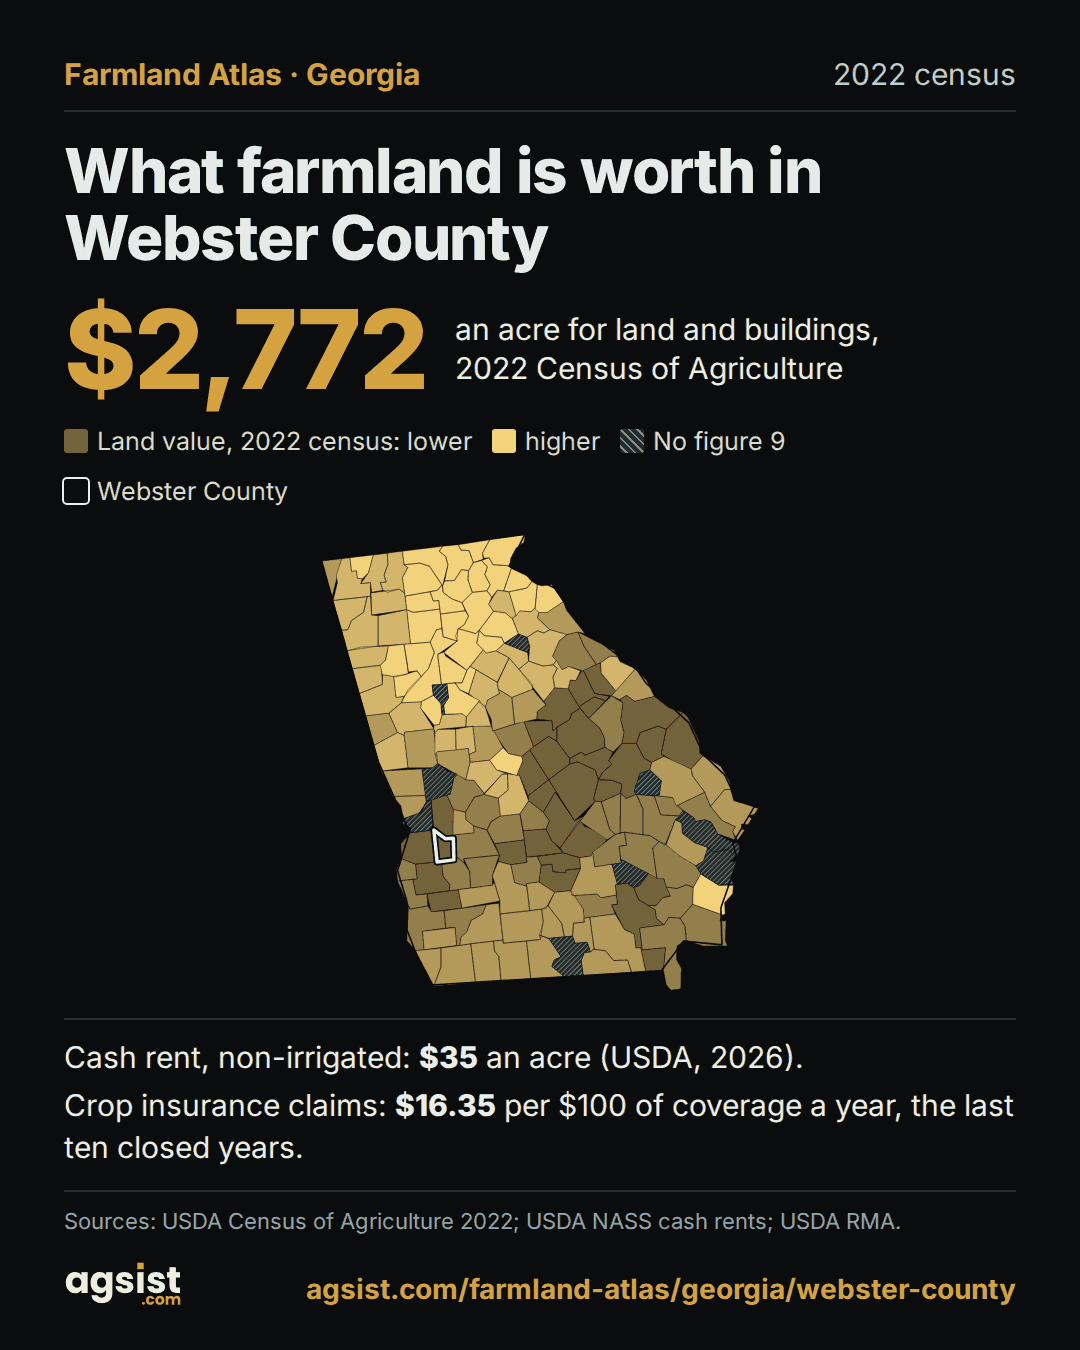 Farmland Atlas · Georgia
2022 census
What farmland is worth in
Webster County
$2,772
an acre for land and buildings,
2022 Census of Agriculture
Land value, 2022 census: lower
higher
No figure 9
Webster County
Cash rent, non-irrigated: $35 an acre (USDA, 2026).
Crop insurance claims: $16.35 per $100 of coverage a year, the last
ten closed years.
Sources: USDA Census of Agriculture 2022; USDA NASS cash rents; USDA RMA.
agsist
.com
agsist.com/farmland-atlas/georgia/webster-county